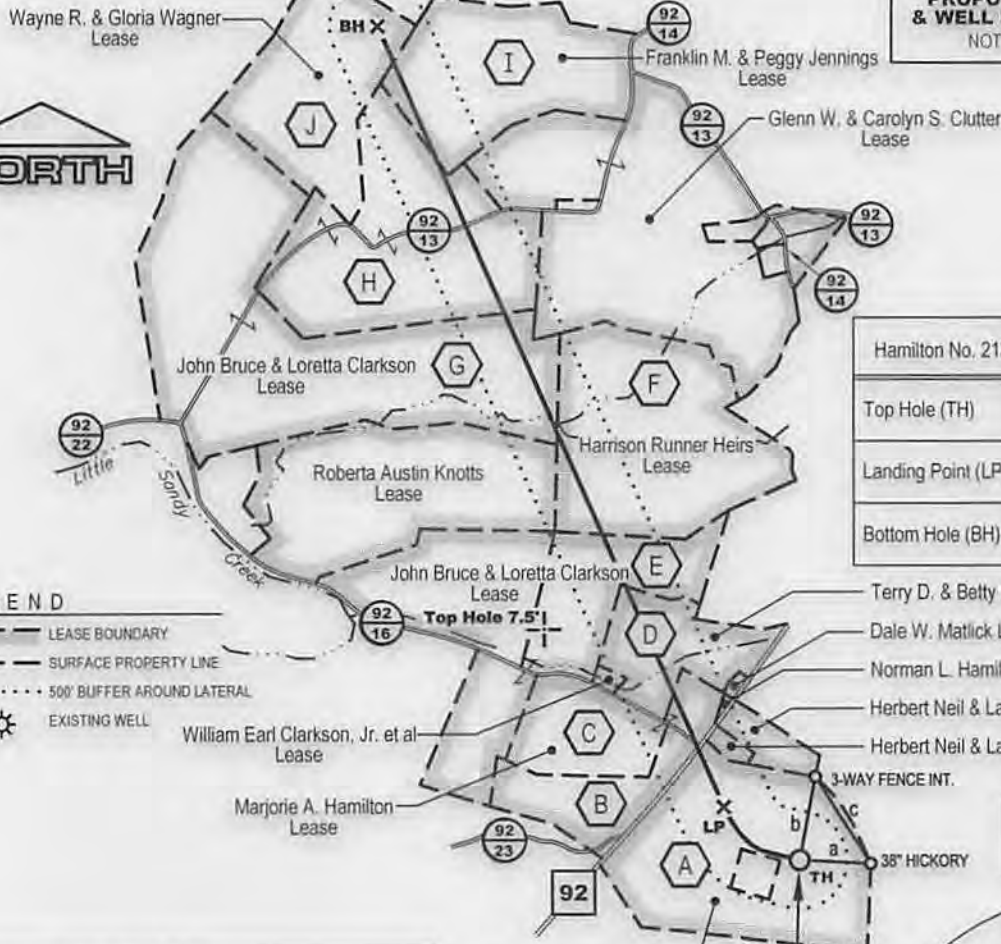 Wayne R. & Gloria Wagner
Lease
BH
92
14
& WELL
NOT
I
Franklin M. & Peggy Jennings
Lease
J
92
13
Glenn W. & Carolyn S. Clutter
Lease
ORTH
92
13
92
13
H
92
14
John Bruce & Loretta Clarkson
Lease
G
F
Hamilton No. 21
Top Hole (TH)
Landing Point (LP
Bottom Hole (BH)
92
22
Little
Sandy
Creek
Roberta Austin Knotts
Lease
Harrison Runner Heirs
Lease
John Bruce & Loretta Clarkson
Lease
E
Terry D. & Betty
END
LEASE BOUNDARY
SURFACE PROPERTY LINE
500' BUFFER AROUND LATERAL
EXISTING WELL
92
16
Top Hole 7.5'
D
Dale W. Matlick L
Norman L. Hamil
Herbert Neil & La
Herbert Neil & La
William Earl Clarkson, Jr. et al
Lease
C
Marjorie A. Hamilton
Lease
B
3-WAY FENCE INT.
LP
b
c
a
92
23
A
TH
38" HICKORY
92